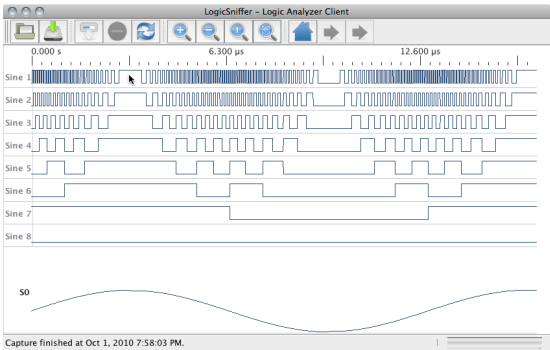 LogicSniffer – Logic Analyzer Client
0.000 s 6.300 µs 12.600 µs
Sine 1
Sine 2
Sine 3
Sine 4
Sine 5
Sine 6
Sine 7
Sine 8
S0
Capture finished at Oct 1, 2010 7:58:03 PM.